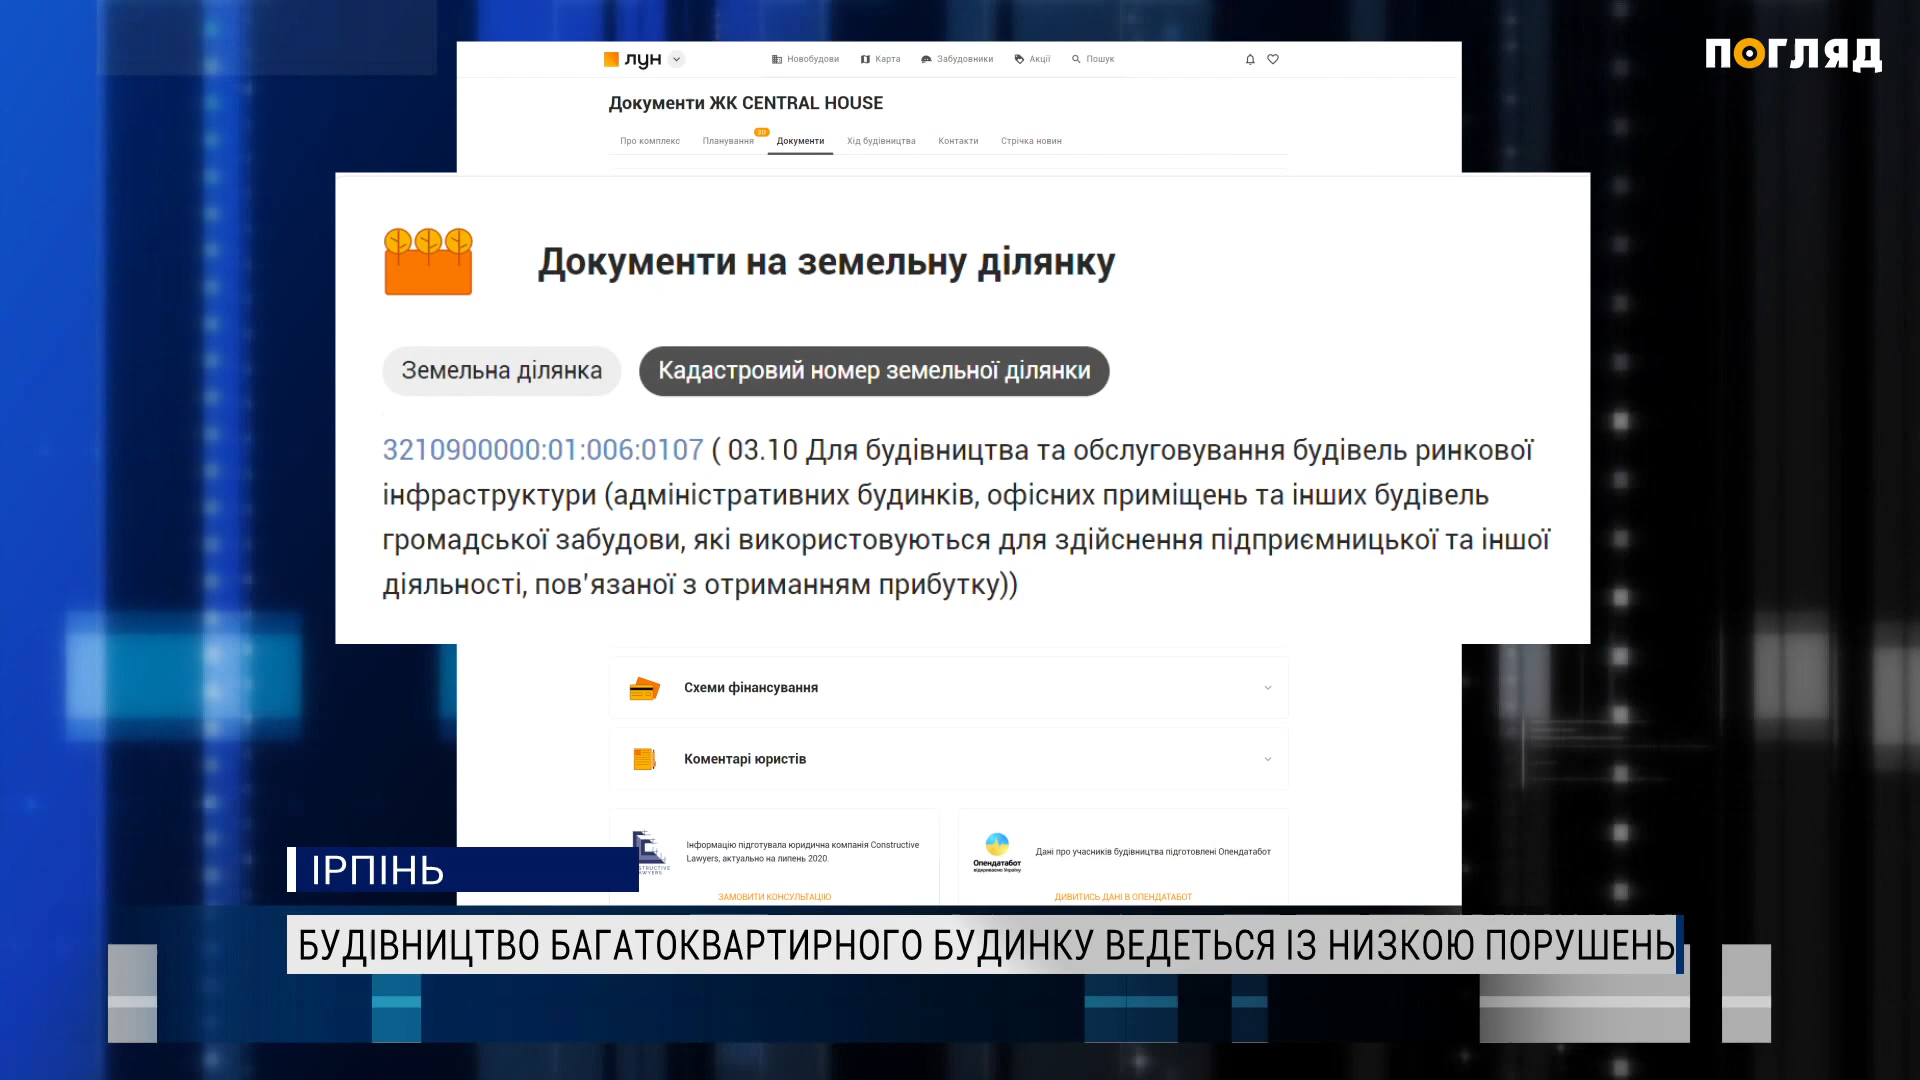 ПОГЛЯД
лун
Новобудови Карта Забудовники Акції Пошук
Документи ЖК CENTRAL HOUSE
Про комплекс Планування 30 Документи Хід будівництва Контакти Стрічка новин
Документи на земельну ділянку
Земельна ділянка Кадастровий номер земельної ділянки
3210900000:01:006:0107 ( 03.10 Для будівництва та обслуговування будівель ринкової
інфраструктури (адміністративних будинків, офісних приміщень та інших будівель
громадської забудови, які використовуються для здійснення підприємницької та іншої
діяльності, пов’язаної з отриманням прибутку))
Схеми фінансування
Коментарі юристів
Інформацію підготувала юридична компанія Constructive
Lawyers, актуально на липень 2020.
ЗАМОВИТИ КОНСУЛЬТАЦІЮ
Опендатабот
відкриваємо Україну
Дані про учасників будівництва підготовлені Опендатабот
ДИВИТИСЬ ДАНІ В ОПЕНДАТАБОТ
ІРПІНЬ
БУДІВНИЦТВО БАГАТОКВАРТИРНОГО БУДИНКУ ВЕДЕТЬСЯ ІЗ НИЗКОЮ ПОРУШЕНЬ